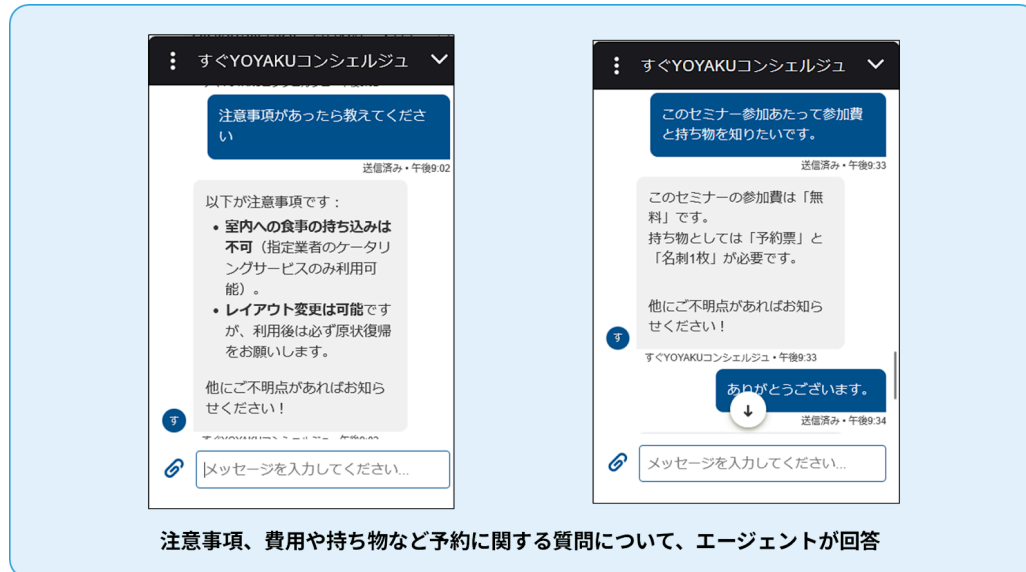 すぐYOYAKUコンシェルジュ
注意事項があったら教えてくださ
い
送信済み・午後9:02
以下が注意事項です：
• 室内への食事の持ち込みは
不可（指定業者のケータリ
ングサービスのみ利用可
能）。
• レイアウト変更は可能です
が、利用後は必ず原状復帰
をお願いします。
他にご不明点があればお知ら
せください！
す
メッセージを入力してください...
すぐYOYAKUコンシェルジュ
このセミナー参加あたって参加費
と持ち物を知りたいです。
送信済み・午後9:33
このセミナーの参加費は「無
料」です。
持ち物としては「予約票」と
「名刺1枚」が必要です。
他にご不明点があればお知ら
せください！
す
すぐYOYAKUコンシェルジュ・午後9:33
ありがとうございます。
送信済み・午後9:34
メッセージを入力してください...
注意事項、費用や持ち物など予約に関する質問について、エージェントが回答